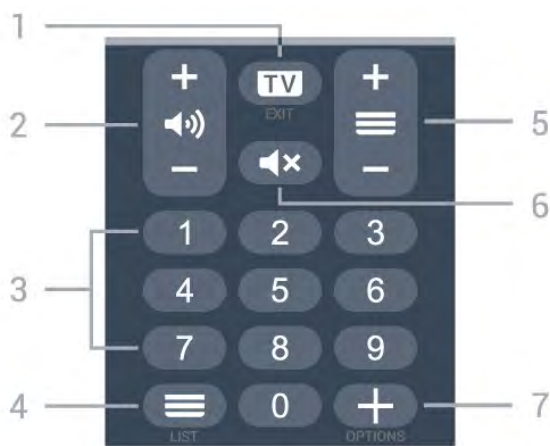 1
+ TV +
EXIT
2 5
− −
6
1 2 3
3
4 5 6
7 8 9
4 0 + 7
LIST OPTIONS